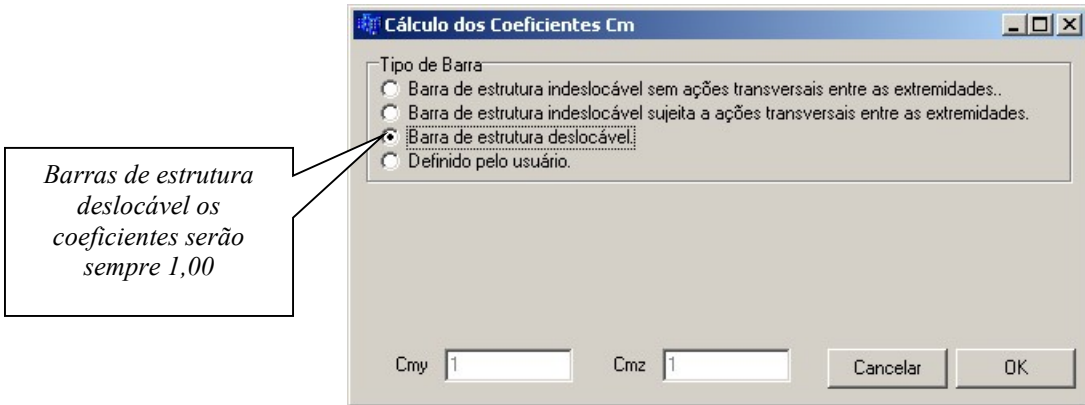 Cálculo dos Coeficientes Cm
Tipo de Barra
Barra de estrutura indeslocável sem ações transversais entre as extremidades..
Barra de estrutura indeslocável sujeita a ações transversais entre as extremidades.
Barra de estrutura deslocável.
Definido pelo usuário.
Barras de estrutura
deslocável os
coeficientes serão
sempre 1,00
Cmy 1 Cmz 1 Cancelar OK